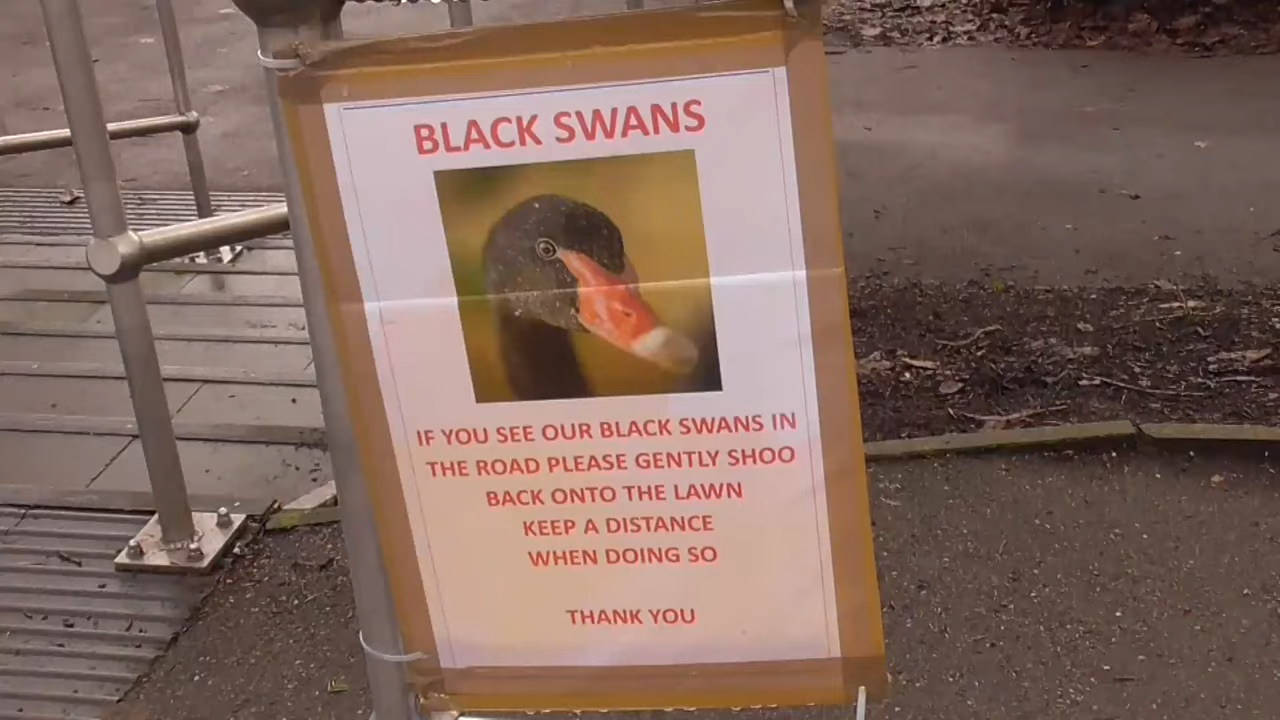 BLACK SWANS
IF YOU SEE OUR BLACK SWANS IN
THE ROAD PLEASE GENTLY SHOO
BACK ONTO THE LAWN
KEEP A DISTANCE
WHEN DOING SO
THANK YOU